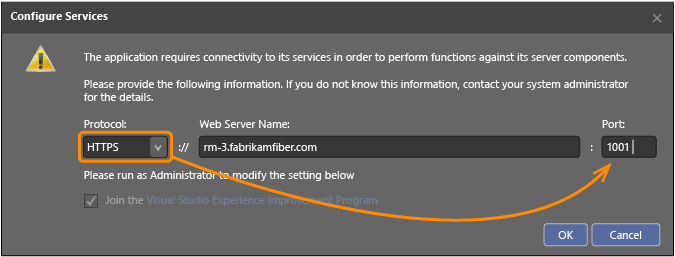 Configure Services
The application requires connectivity to its services in order to perform functions against its server components.
Please provide the following information. If you do not know this information, contact your system administrator
for the details.
Protocol: Web Server Name: Port:
HTTPS :// rm-3.fabrikamfiber.com : 1001
Please run as Administrator to modify the setting below
Join the Visual Studio Experience Improvement Program
OK Cancel